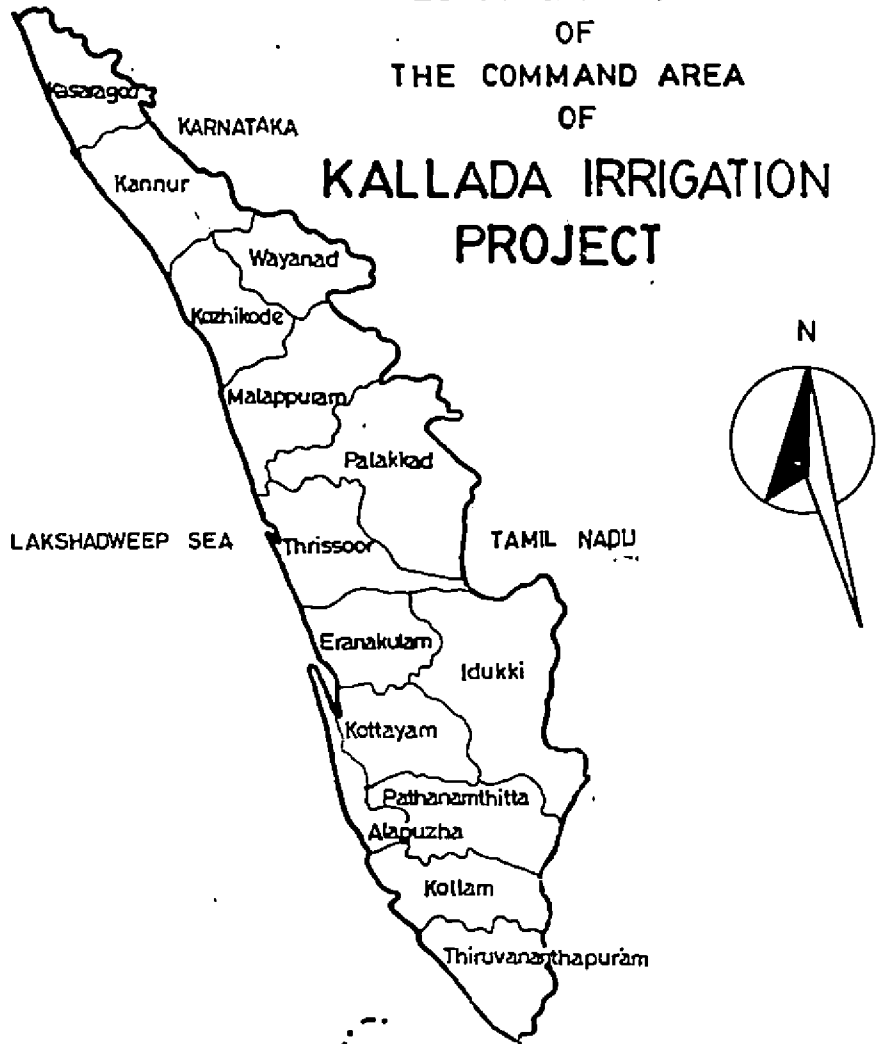 OF
THE COMMAND AREA
OF
KALLADA IRRIGATION
PROJECT
Kasaragod
KARNATAKA
Kannur
Wayanad
Kozhikode
N
Malappuram
Palakkad
LAKSHADWEEP SEA
Thrissoor
TAMIL NADU
Eranakulam
Idukki
Kottayam
Pathanamthitta
Alapuzha
Kollam
Thiruvananthapuram